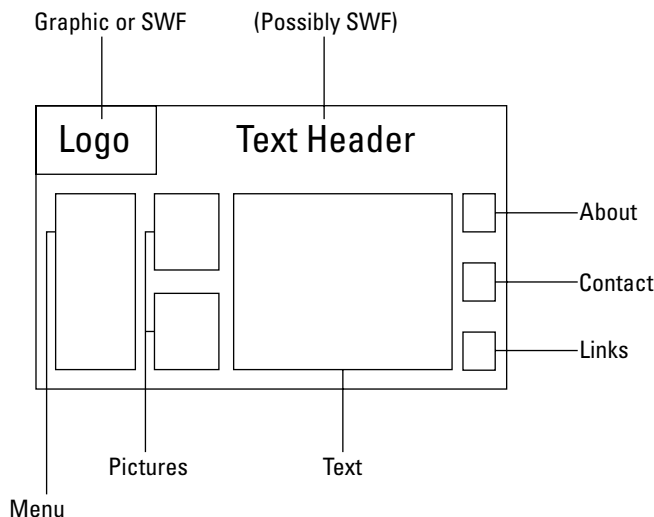 Graphic or SWF
(Possibly SWF)
Logo
Text Header
About
Contact
Links
Pictures
Text
Menu